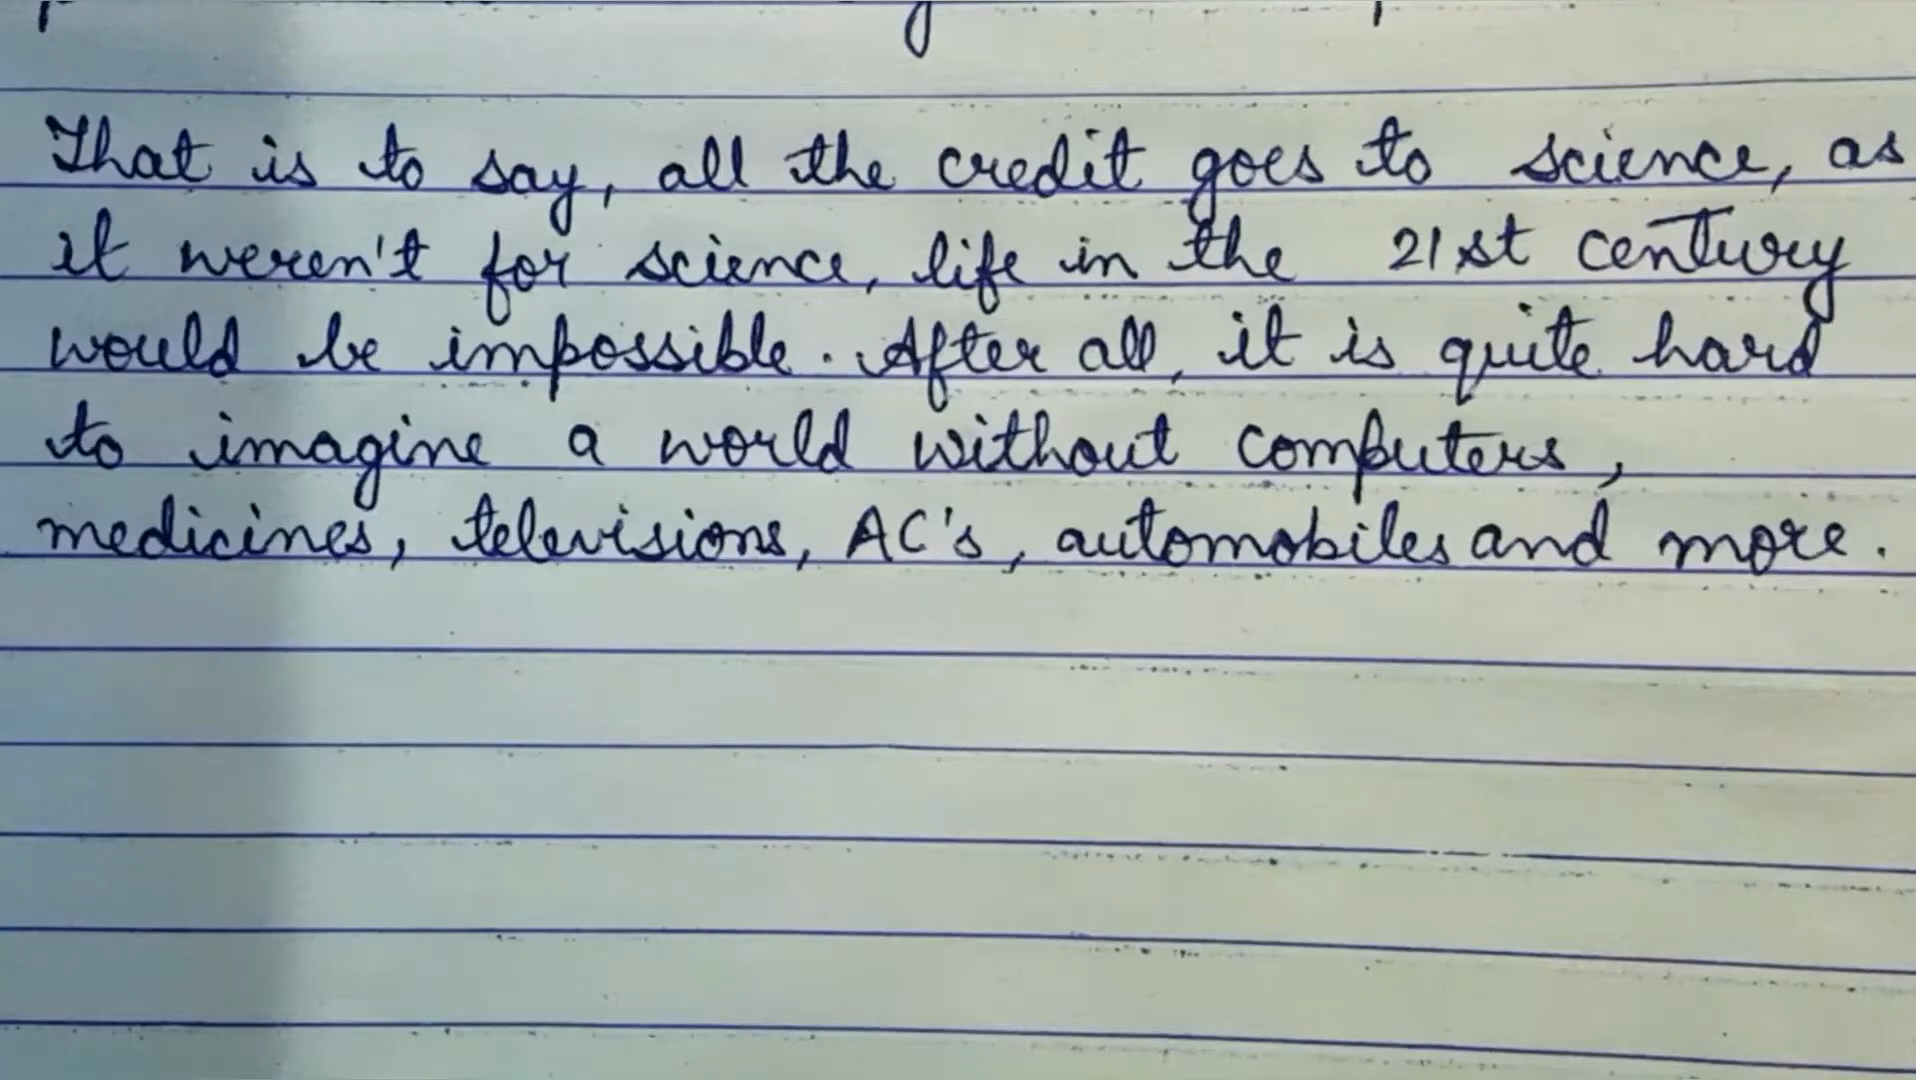 That is to say, all the credit goes to science, as
it weren't for science, life in the 21st century
would be impossible. After all, it is quite hard
to imagine a world without computers,
medicines, televisions, AC's, automobiles and more.